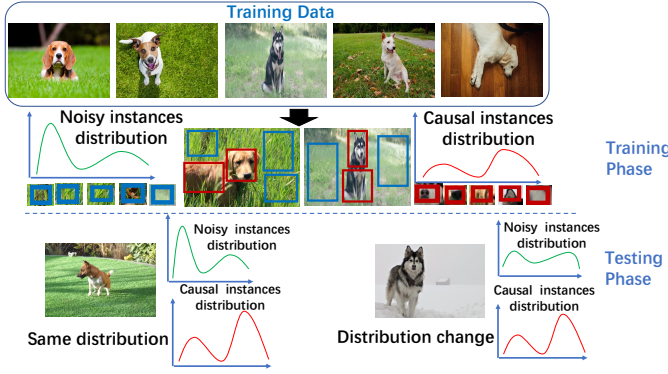 Training Data
Noisy instances
distribution
Causal instances
distribution
Training
Phase
Noisy instances
distribution
Causal instances
distribution
Same distribution
Noisy instances
distribution
Causal instances
distribution
Distribution change
Testing
Phase